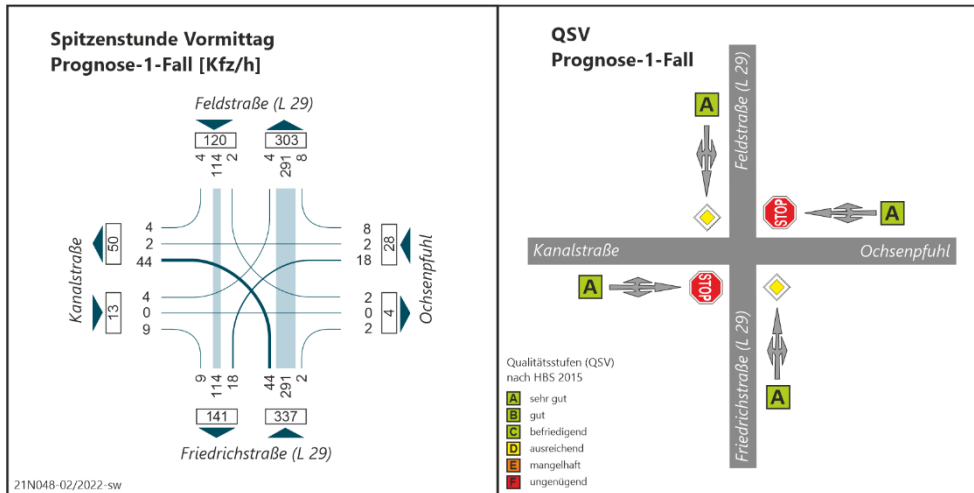 Spitzenstunde Vormittag
Prognose-1-Fall [Kfz/h]
Feldstraße (L 29)
120 303
4 114 2 4 291 8
Kanalstraße
50
4
2
44
13
4
0
9
8
2
18
28
Ochsenpfuhl
2
0
2
4
9 114 18 44 291 2
141 337
Friedrichstraße (L 29)
21N048-02/2022-sw
QSV
Prognose-1-Fall
Feldstraße (L 29)
A
STOP
A
Kanalstraße
Ochsenpfuhl
A
STOP
Friedrichstraße (L 29)
A
Qualitätsstufen (QSV)
nach HBS 2015
A sehr gut
B gut
C befriedigend
D ausreichend
E mangelhaft
F ungenügend